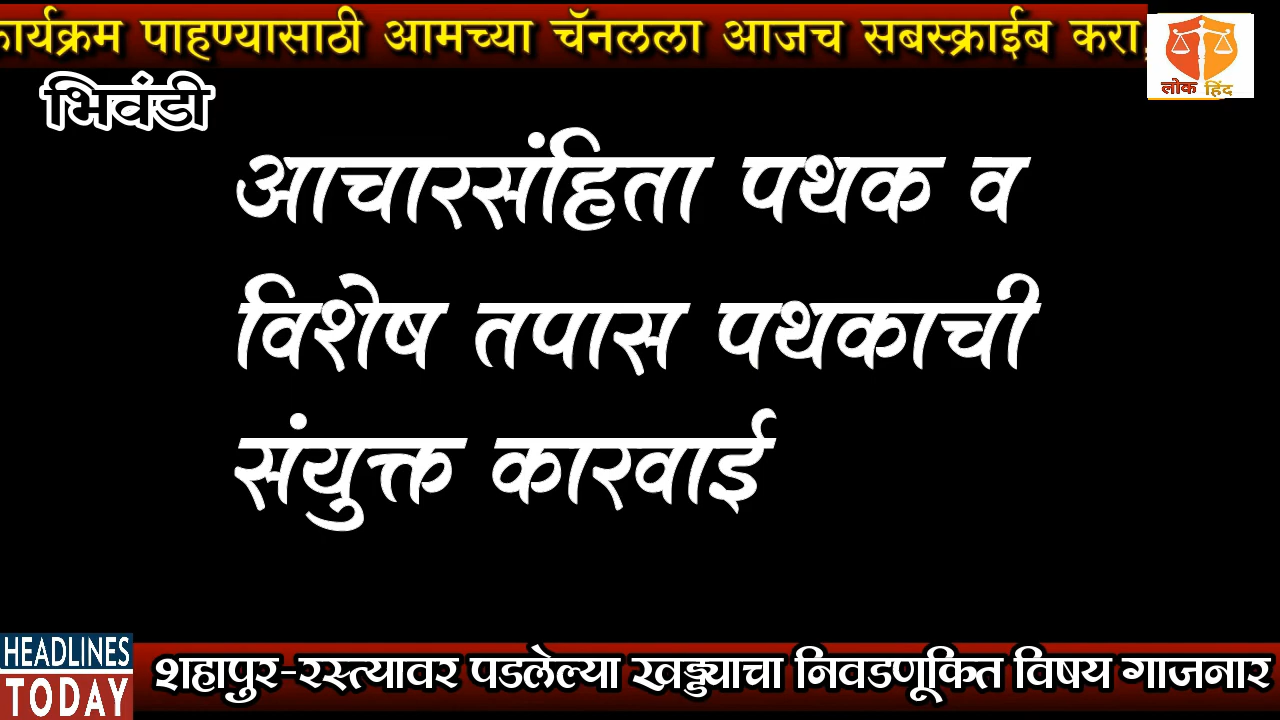 कार्यक्रम पाहण्यासाठी आमच्या चॅनलला आजच सबस्क्राईब करा,
लोक हिंद
भिवंडी
आचारसंहिता पथक व
विशेष तपास पथकाची
संयुक्त कारवाई
HEADLINES
TODAY
शहापुर-रस्त्यावर पडलेल्या खड्ड्याचा निवडणूकित विषय गाजनार